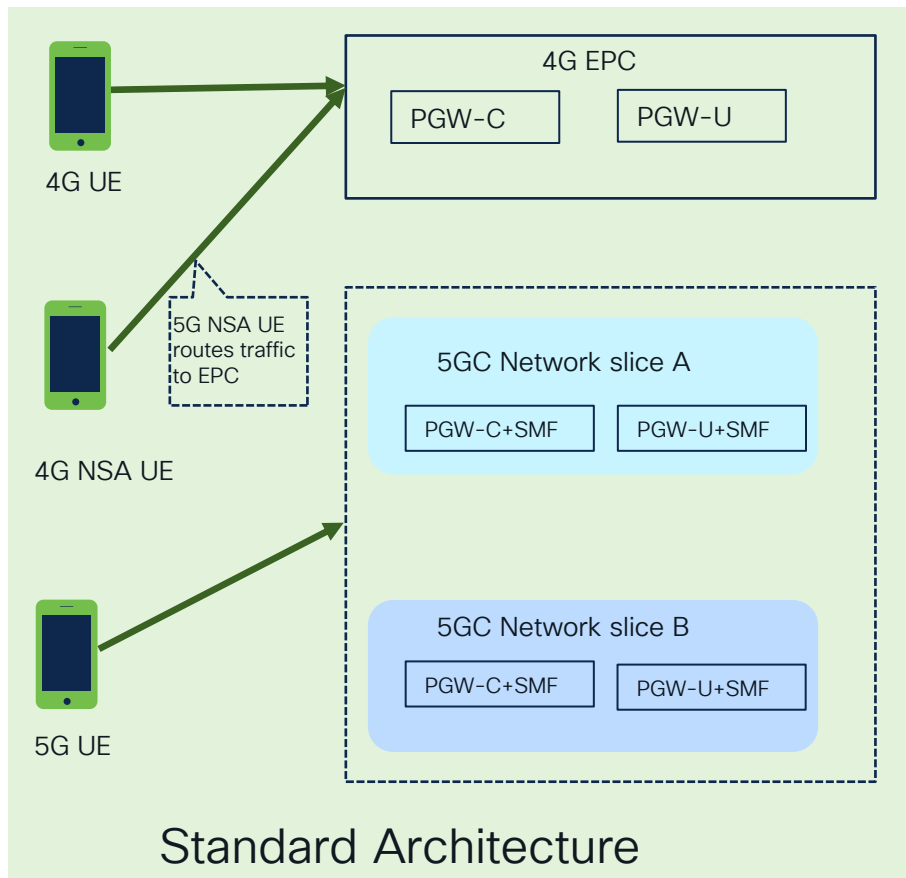 4G EPC
PGW-C
PGW-U
4G UE
5G NSA UE
routes traffic
to EPC
4G NSA UE
5GC Network slice A
PGW-C+SMF
PGW-U+SMF
5GC Network slice B
PGW-C+SMF
PGW-U+SMF
5G UE
Standard Architecture